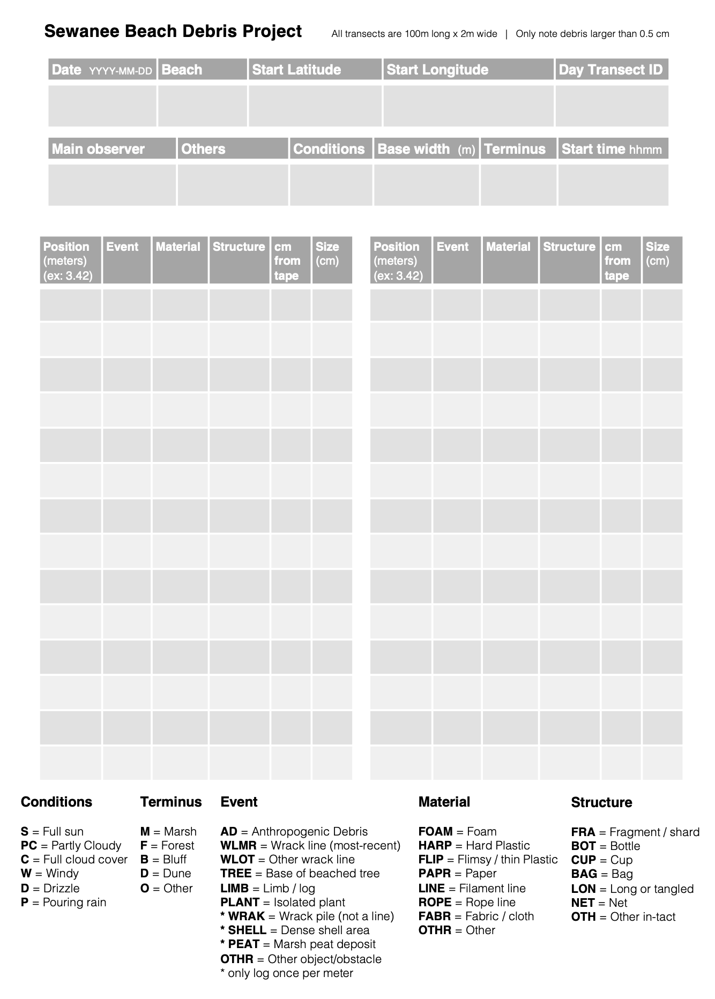 Sewanee Beach Debris Project All transects are 100m long x 2m wide | Only note debris larger than 0.5 cm
Date YYYY-MM-DD Beach Start Latitude Start Longitude Day Transect ID
Main observer Others Conditions Base width (m) Terminus Start time hhmm
Position Event Material Structure cm Size
(meters) from (cm)
(ex: 3.42) tape
Position Event Material Structure cm Size
(meters) from (cm)
(ex: 3.42) tape
Conditions
S = Full sun
PC = Partly Cloudy
C = Full cloud cover
W = Windy
D = Drizzle
P = Pouring rain
Terminus
M = Marsh
F = Forest
B = Bluff
D = Dune
O = Other
Event
AD = Anthropogenic Debris
WLMR = Wrack line (most-recent)
WLOT = Other wrack line
TREE = Base of beached tree
LIMB = Limb / log
PLANT = Isolated plant
* WRAK = Wrack pile (not a line)
* SHELL = Dense shell area
* PEAT = Marsh peat deposit
OTHR = Other object/obstacle
* only log once per meter
Material
FOAM = Foam
HARP = Hard Plastic
FLIP = Flimsy / thin Plastic
PAPR = Paper
LINE = Filament line
ROPE = Rope line
FABR = Fabric / cloth
OTHR = Other
Structure
FRA = Fragment / shard
BOT = Bottle
CUP = Cup
BAG = Bag
LON = Long or tangled
NET = Net
OTH = Other in-tact